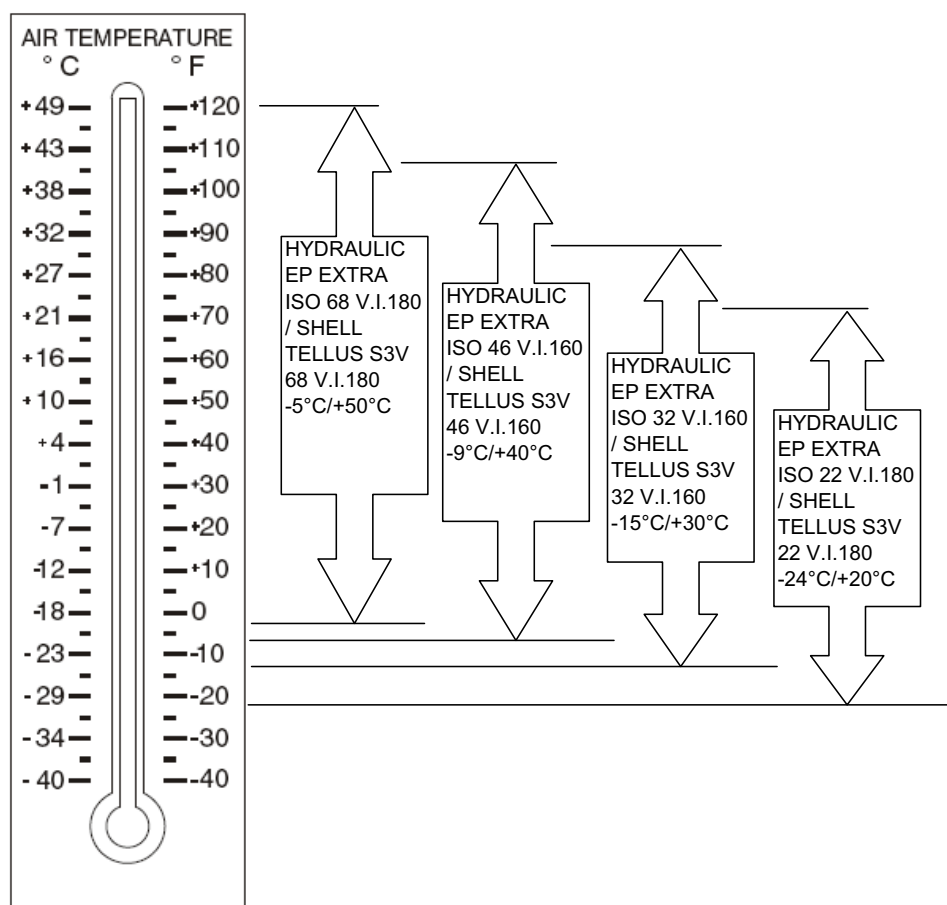 AIR TEMPERATURE
° C ° F
+49 +120
+43 +110
+38 +100
+32 +90
+27 +80
+21 +70
+16 +60
+10 +50
+4 +40
-1 +30
-7 +20
-12 +10
-18 0
- 23 -10
- 29 -20
- 34 -30
- 40 -40
HYDRAULIC
EP EXTRA
ISO 68 V.I.180
/ SHELL
TELLUS S3V
68 V.I.180
-5°C/+50°C
HYDRAULIC
EP EXTRA
ISO 46 V.I.160
/ SHELL
TELLUS S3V
46 V.I.160
-9°C/+40°C
HYDRAULIC
EP EXTRA
ISO 32 V.I.160
/ SHELL
TELLUS S3V
32 V.I.160
-15°C/+30°C
HYDRAULIC
EP EXTRA
ISO 22 V.I.180
/ SHELL
TELLUS S3V
22 V.I.180
-24°C/+20°C